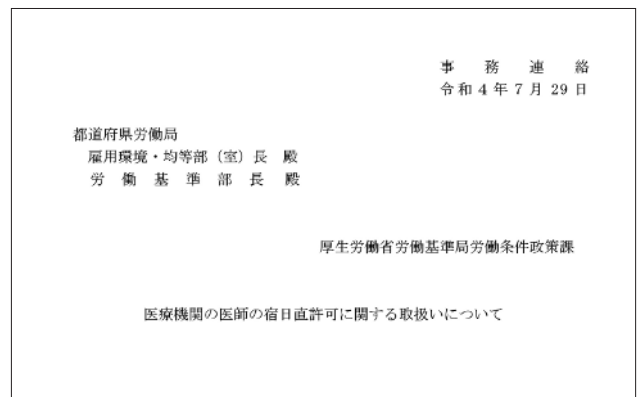 事務連絡
令和4年7月29日
都道府県労働局
雇用環境・均等部（室）長 殿
労働基準部長 殿
厚生労働省労働基準局労働条件政策課
医療機関の医師の宿日直許可に関する取扱いについて